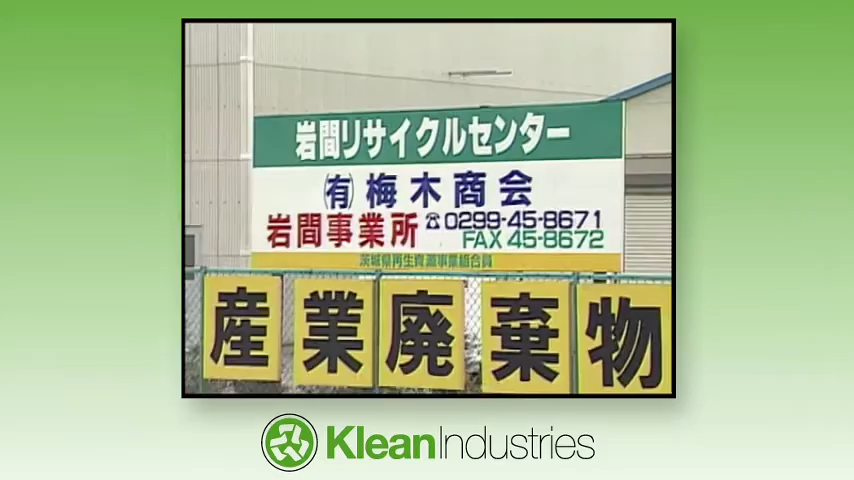 岩間リサイクルセンター
㈲梅木商会
岩間事業所 ☎0299-45-8671
FAX 45-8672
茨城県再生資源事業組合員
産業廃棄物
KleanIndustries